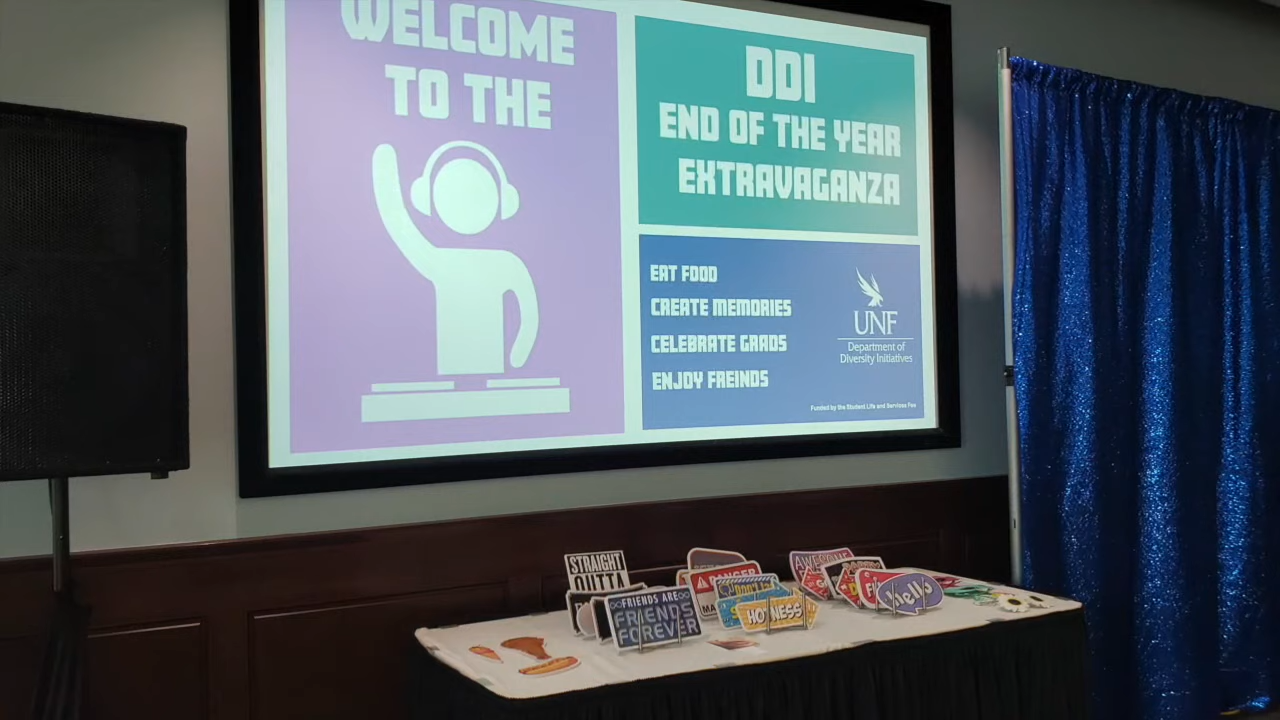 WELCOME
TO THE
DDI
END OF THE YEAR
EXTRAVAGANZA
EAT FOOD
CREATE MEMORIES
CELEBRATE GRADS
ENJOY FREINDS
UNF
Department of
Diversity Initiatives
Funded by the Student Life and Services Fee
STRAIGHT
OUTTA
FRIENDS ARE
FRIENDS
FOREVER
DANGER
HOTNESS
AWESOME
hello